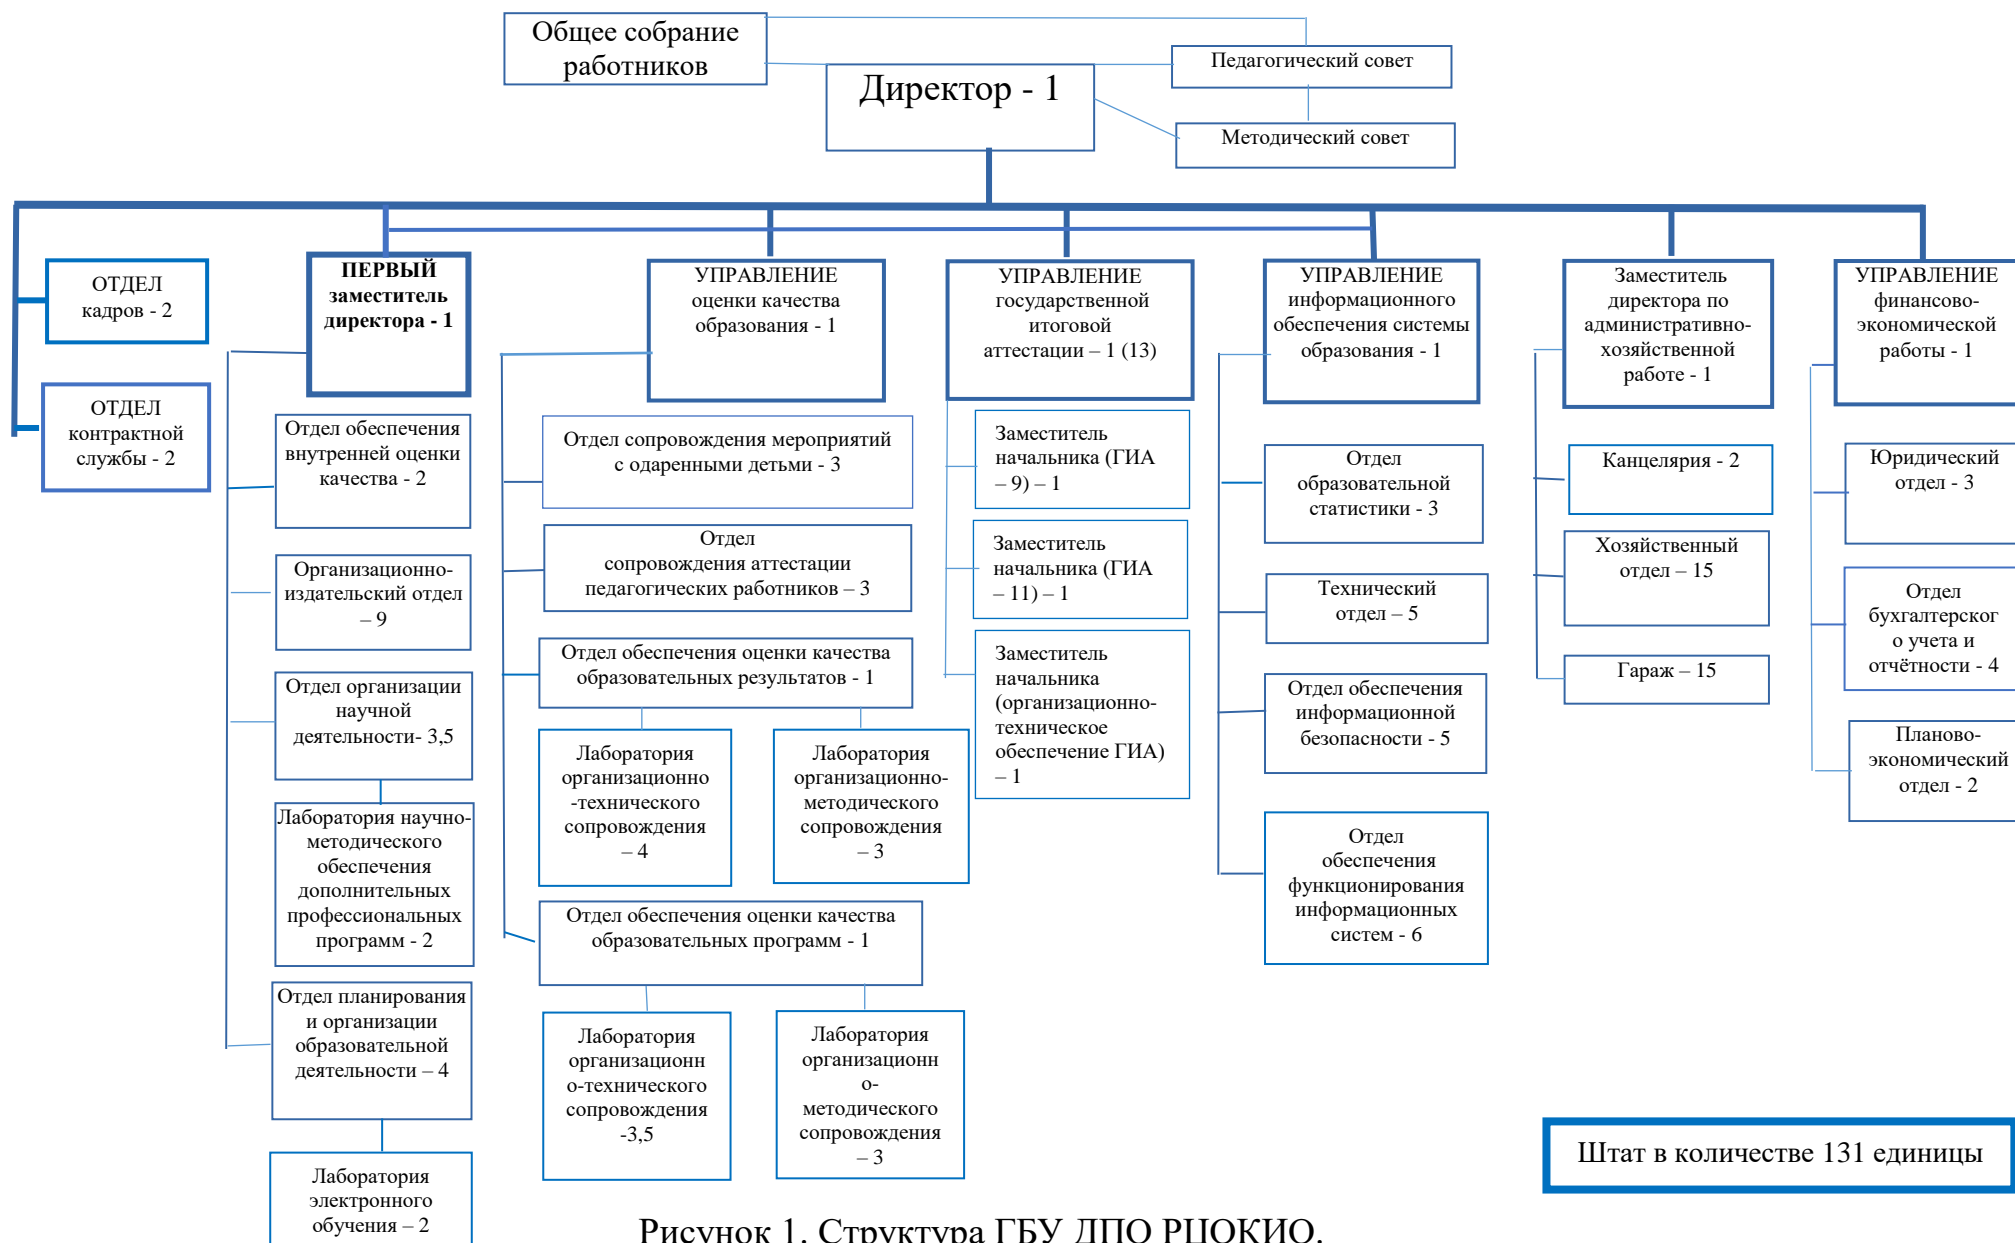 Общее собрание
работников
Директор - 1
Педагогический совет
Методический совет
ОТДЕЛ
кадров - 2
ОТДЕЛ
контрактной
службы - 2
ПЕРВЫЙ
заместитель
директора - 1
Отдел обеспечения
внутренней оценки
качества - 2
Организационно-
издательский отдел
– 9
Отдел организации
научной
деятельности- 3,5
Лаборатория научно-
методического
обеспечения
дополнительных
профессиональных
программ - 2
Отдел планирования
и организации
образовательной
деятельности – 4
Лаборатория
электронного
обучения – 2
УПРАВЛЕНИЕ
оценки качества
образования - 1
Отдел сопровождения мероприятий
с одаренными детьми - 3
Отдел
сопровождения аттестации
педагогических работников – 3
Отдел обеспечения оценки качества
образовательных результатов - 1
Лаборатория
организационно
-технического
сопровождения
– 4
Лаборатория
организационно-
методического
сопровождения
– 3
Отдел обеспечения оценки качества
образовательных программ - 1
Лаборатория
организационн
о-технического
сопровождения
-3,5
Лаборатория
организационн
о-
методического
сопровождения
– 3
УПРАВЛЕНИЕ
государственной
итоговой
аттестации – 1 (13)
Заместитель
начальника (ГИА
– 9) – 1
Заместитель
начальника (ГИА
– 11) – 1
Заместитель
начальника
(организационно-
техническое
обеспечение ГИА)
– 1
УПРАВЛЕНИЕ
информационного
обеспечения системы
образования - 1
Отдел
образовательной
статистики - 3
Технический
отдел – 5
Отдел обеспечения
информационной
безопасности - 5
Отдел
обеспечения
функционирования
информационных
систем - 6
Заместитель
директора по
административно-
хозяйственной
работе - 1
Канцелярия - 2
Хозяйственный
отдел – 15
Гараж – 15
УПРАВЛЕНИЕ
финансово-
экономической
работы - 1
Юридический
отдел - 3
Отдел
бухгалтерског
о учета и
отчётности - 4
Планово-
экономический
отдел - 2
Штат в количестве 131 единицы
Рисунок 1. Структура ГБУ ДПО РЦОКИО.